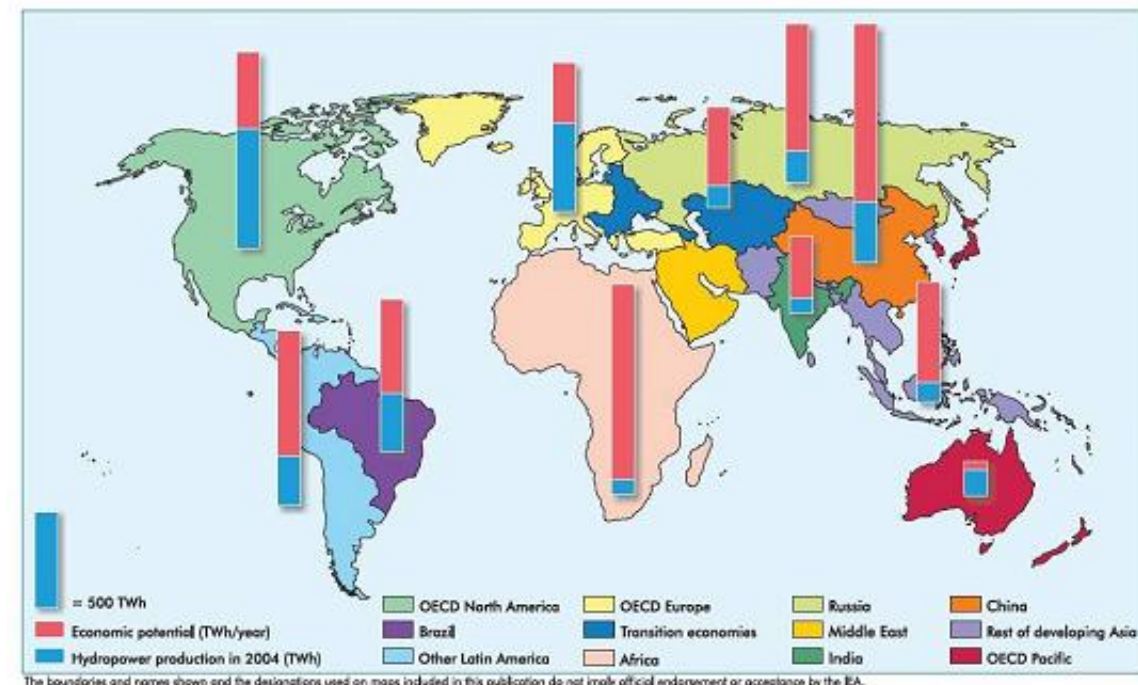 = 500 TWh
Economic potential (TWh/year)
Hydropower production in 2004 (TWh)
OECD North America
Brazil
Other Latin America
OECD Europe
Transition economies
Africa
Russia
Middle East
India
China
Rest of developing Asia
OECD Pacific
The boundaries and names shown and the designations used on maps included in this publication do not imply official endorsement or acceptance by the IEA.